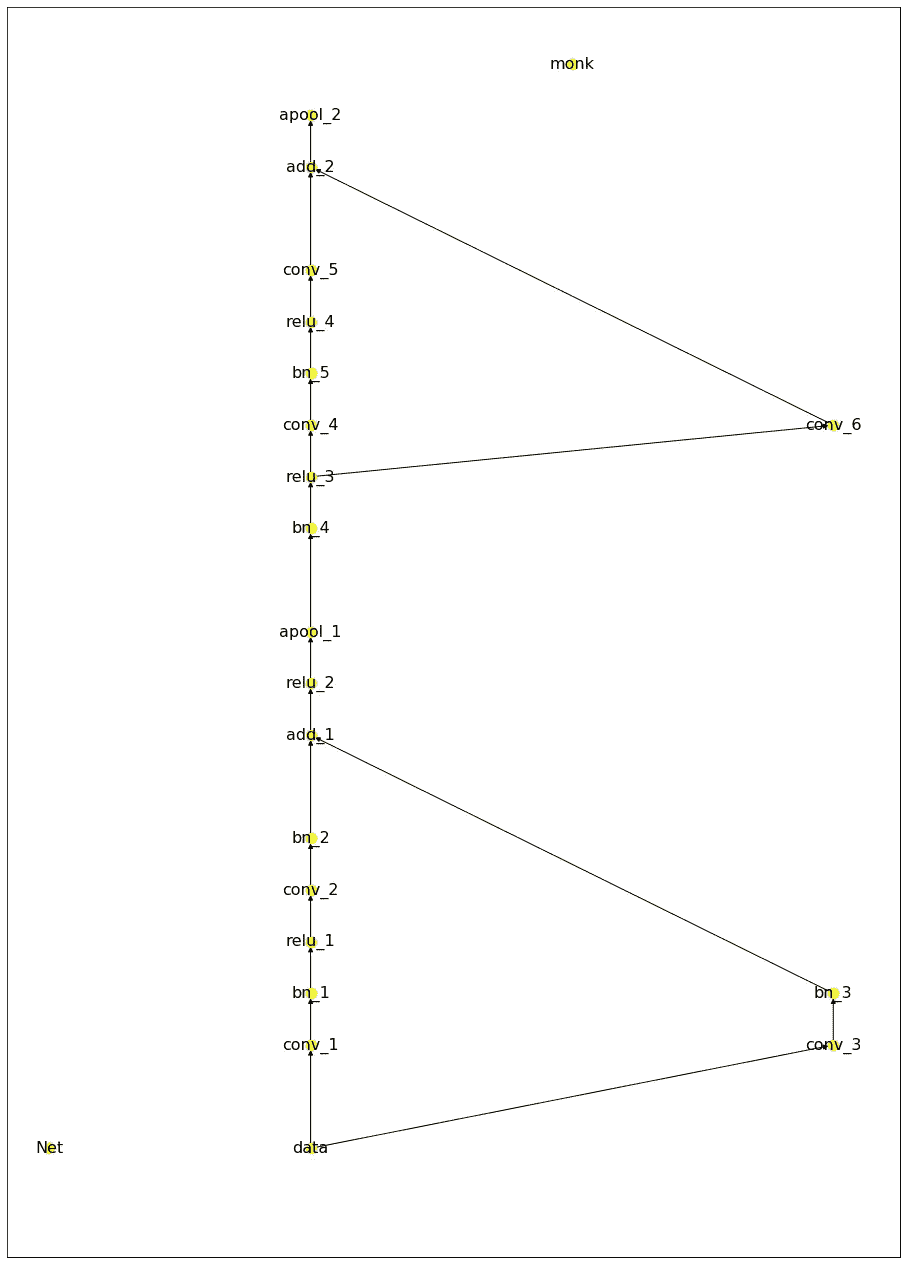 monk
apool_2
add_2
conv_5
relu_4
bn_5
conv_4
conv_6
relu_3
bn_4
apool_1
relu_2
add_1
bn_2
conv_2
relu_1
bn_1
bn_3
conv_1
conv_3
Net
data